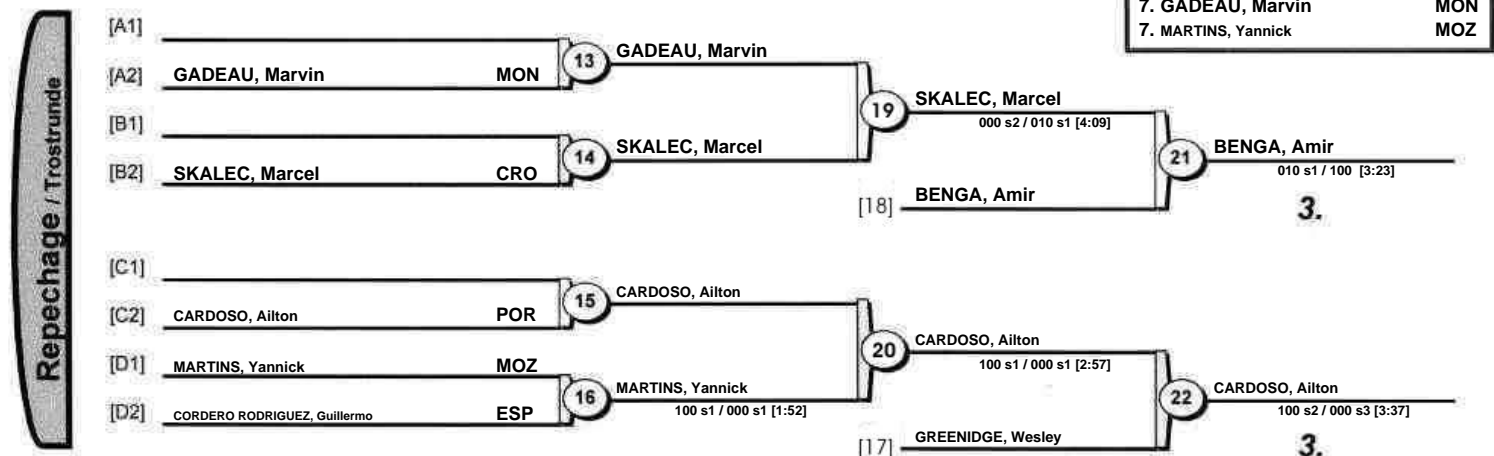 7. GADEAU, Marvin MON
7. MARTINS, Yannick MOZ
Repechage / Trostrunde
[A1]
[A2] GADEAU, Marvin MON
13 GADEAU, Marvin
[B1]
[B2] SKALEC, Marcel CRO
14 SKALEC, Marcel
19 SKALEC, Marcel
000 s2 / 010 s1 [4:09]
[18] BENGA, Amir
21 BENGA, Amir
010 s1 / 100 [3:23]
3.
[C1]
[C2] CARDOSO, Ailton POR
15 CARDOSO, Ailton
[D1] MARTINS, Yannick MOZ
[D2] CORDERO RODRIGUEZ, Guillermo ESP
16 MARTINS, Yannick
100 s1 / 000 s1 [1:52]
20 CARDOSO, Ailton
100 s1 / 000 s1 [2:57]
[17] GREENIDGE, Wesley
22 CARDOSO, Ailton
100 s2 / 000 s3 [3:37]
3.